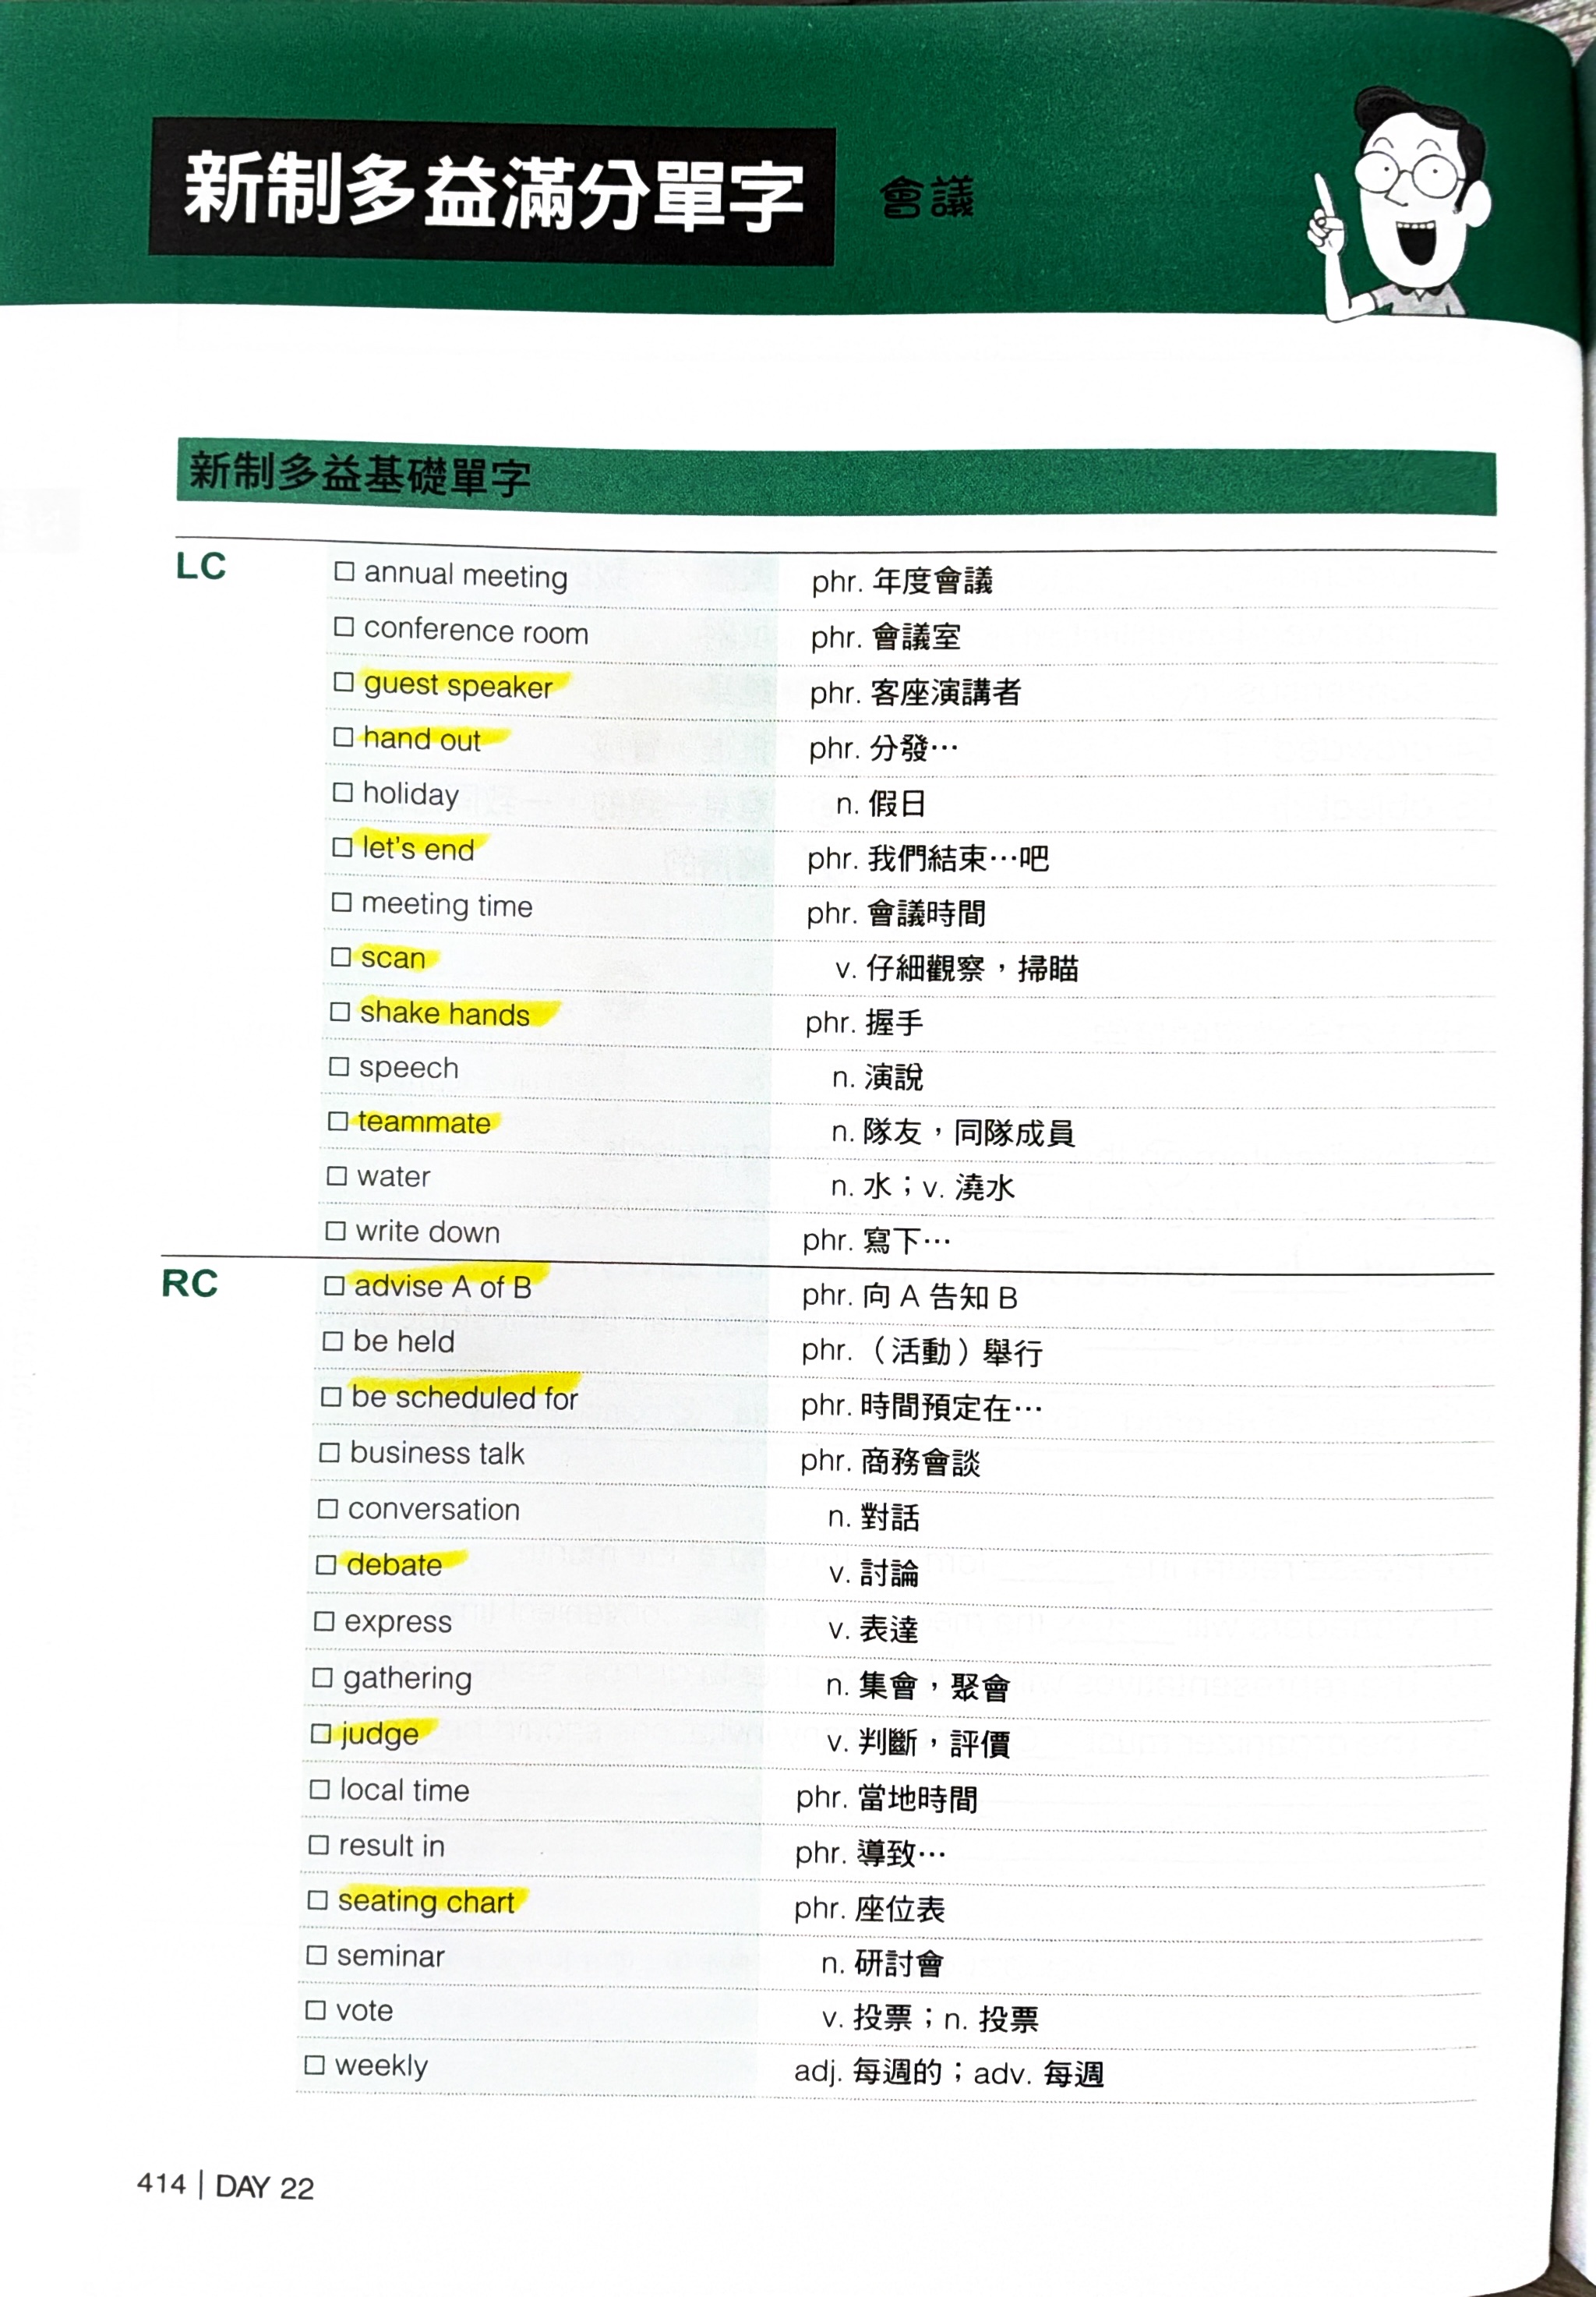 新制多益滿分單字 會議
新制多益基礎單字
LC
□ annual meeting phr. 年度會議
□ conference room phr. 會議室
□ guest speaker phr. 客座演講者
□ hand out phr. 分發…
□ holiday n. 假日
□ let's end phr. 我們結束…吧
□ meeting time phr. 會議時間
□ scan v. 仔細觀察，掃瞄
□ shake hands phr. 握手
□ speech n. 演說
□ teammate n. 隊友，同隊成員
□ water n. 水；v. 澆水
□ write down phr. 寫下…
RC
□ advise A of B phr. 向 A 告知 B
□ be held phr.（活動）舉行
□ be scheduled for phr. 時間預定在…
□ business talk phr. 商務會談
□ conversation n. 對話
□ debate v. 討論
□ express v. 表達
□ gathering n. 集會，聚會
□ judge v. 判斷，評價
□ local time phr. 當地時間
□ result in phr. 導致…
□ seating chart phr. 座位表
□ seminar n. 研討會
□ vote v. 投票；n. 投票
□ weekly adj. 每週的；adv. 每週
414 | DAY 22